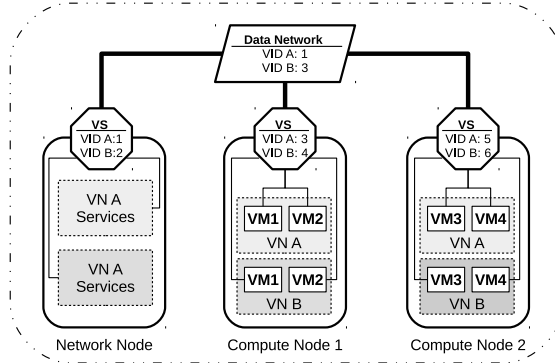 Data Network
VID A: 1
VID B: 3
VS
VID A:1
VID B:2
VN A
Services
VN A
Services
Network Node
VS
VID A: 3
VID B: 4
VM1 VM2
VN A
VM1 VM2
VN B
Compute Node 1
VS
VID A: 5
VID B: 6
VM3 VM4
VN A
VM3 VM4
VN B
Compute Node 2